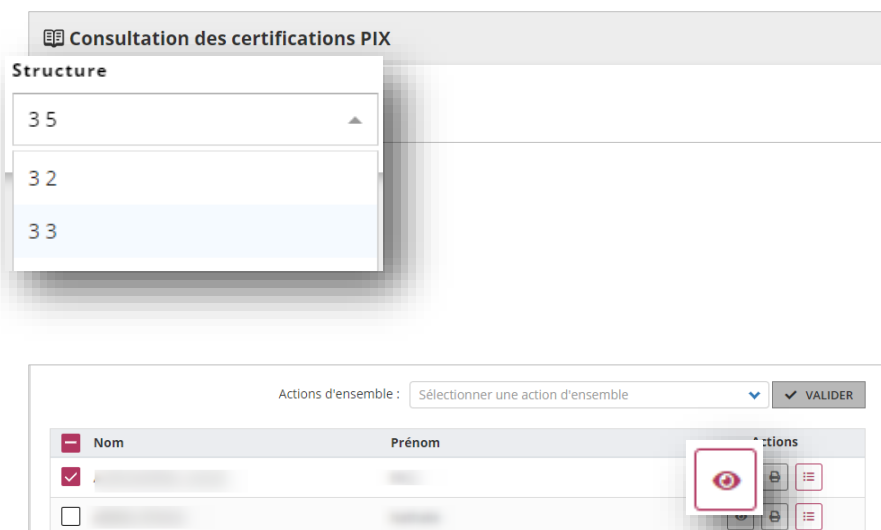 Consultation des certifications PIX
Structure
3 5
3 2
3 3
Actions d'ensemble : Sélectionner une action d'ensemble VALIDER
Nom Prénom Actions